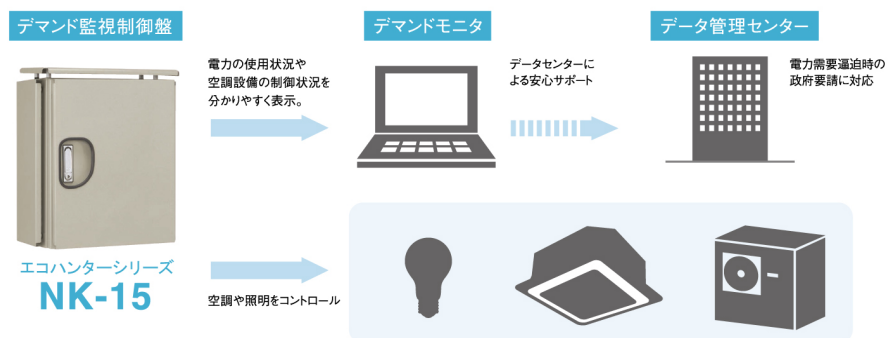 デマンド監視制御盤
デマンドモニタ
データ管理センター
電力の使用状況や
空調設備の制御状況を
分かりやすく表示。
データセンターに
よる安心サポート
電力需要逼迫時の
政府要請に対応
エコハンターシリーズ
NK-15
空調や照明をコントロール